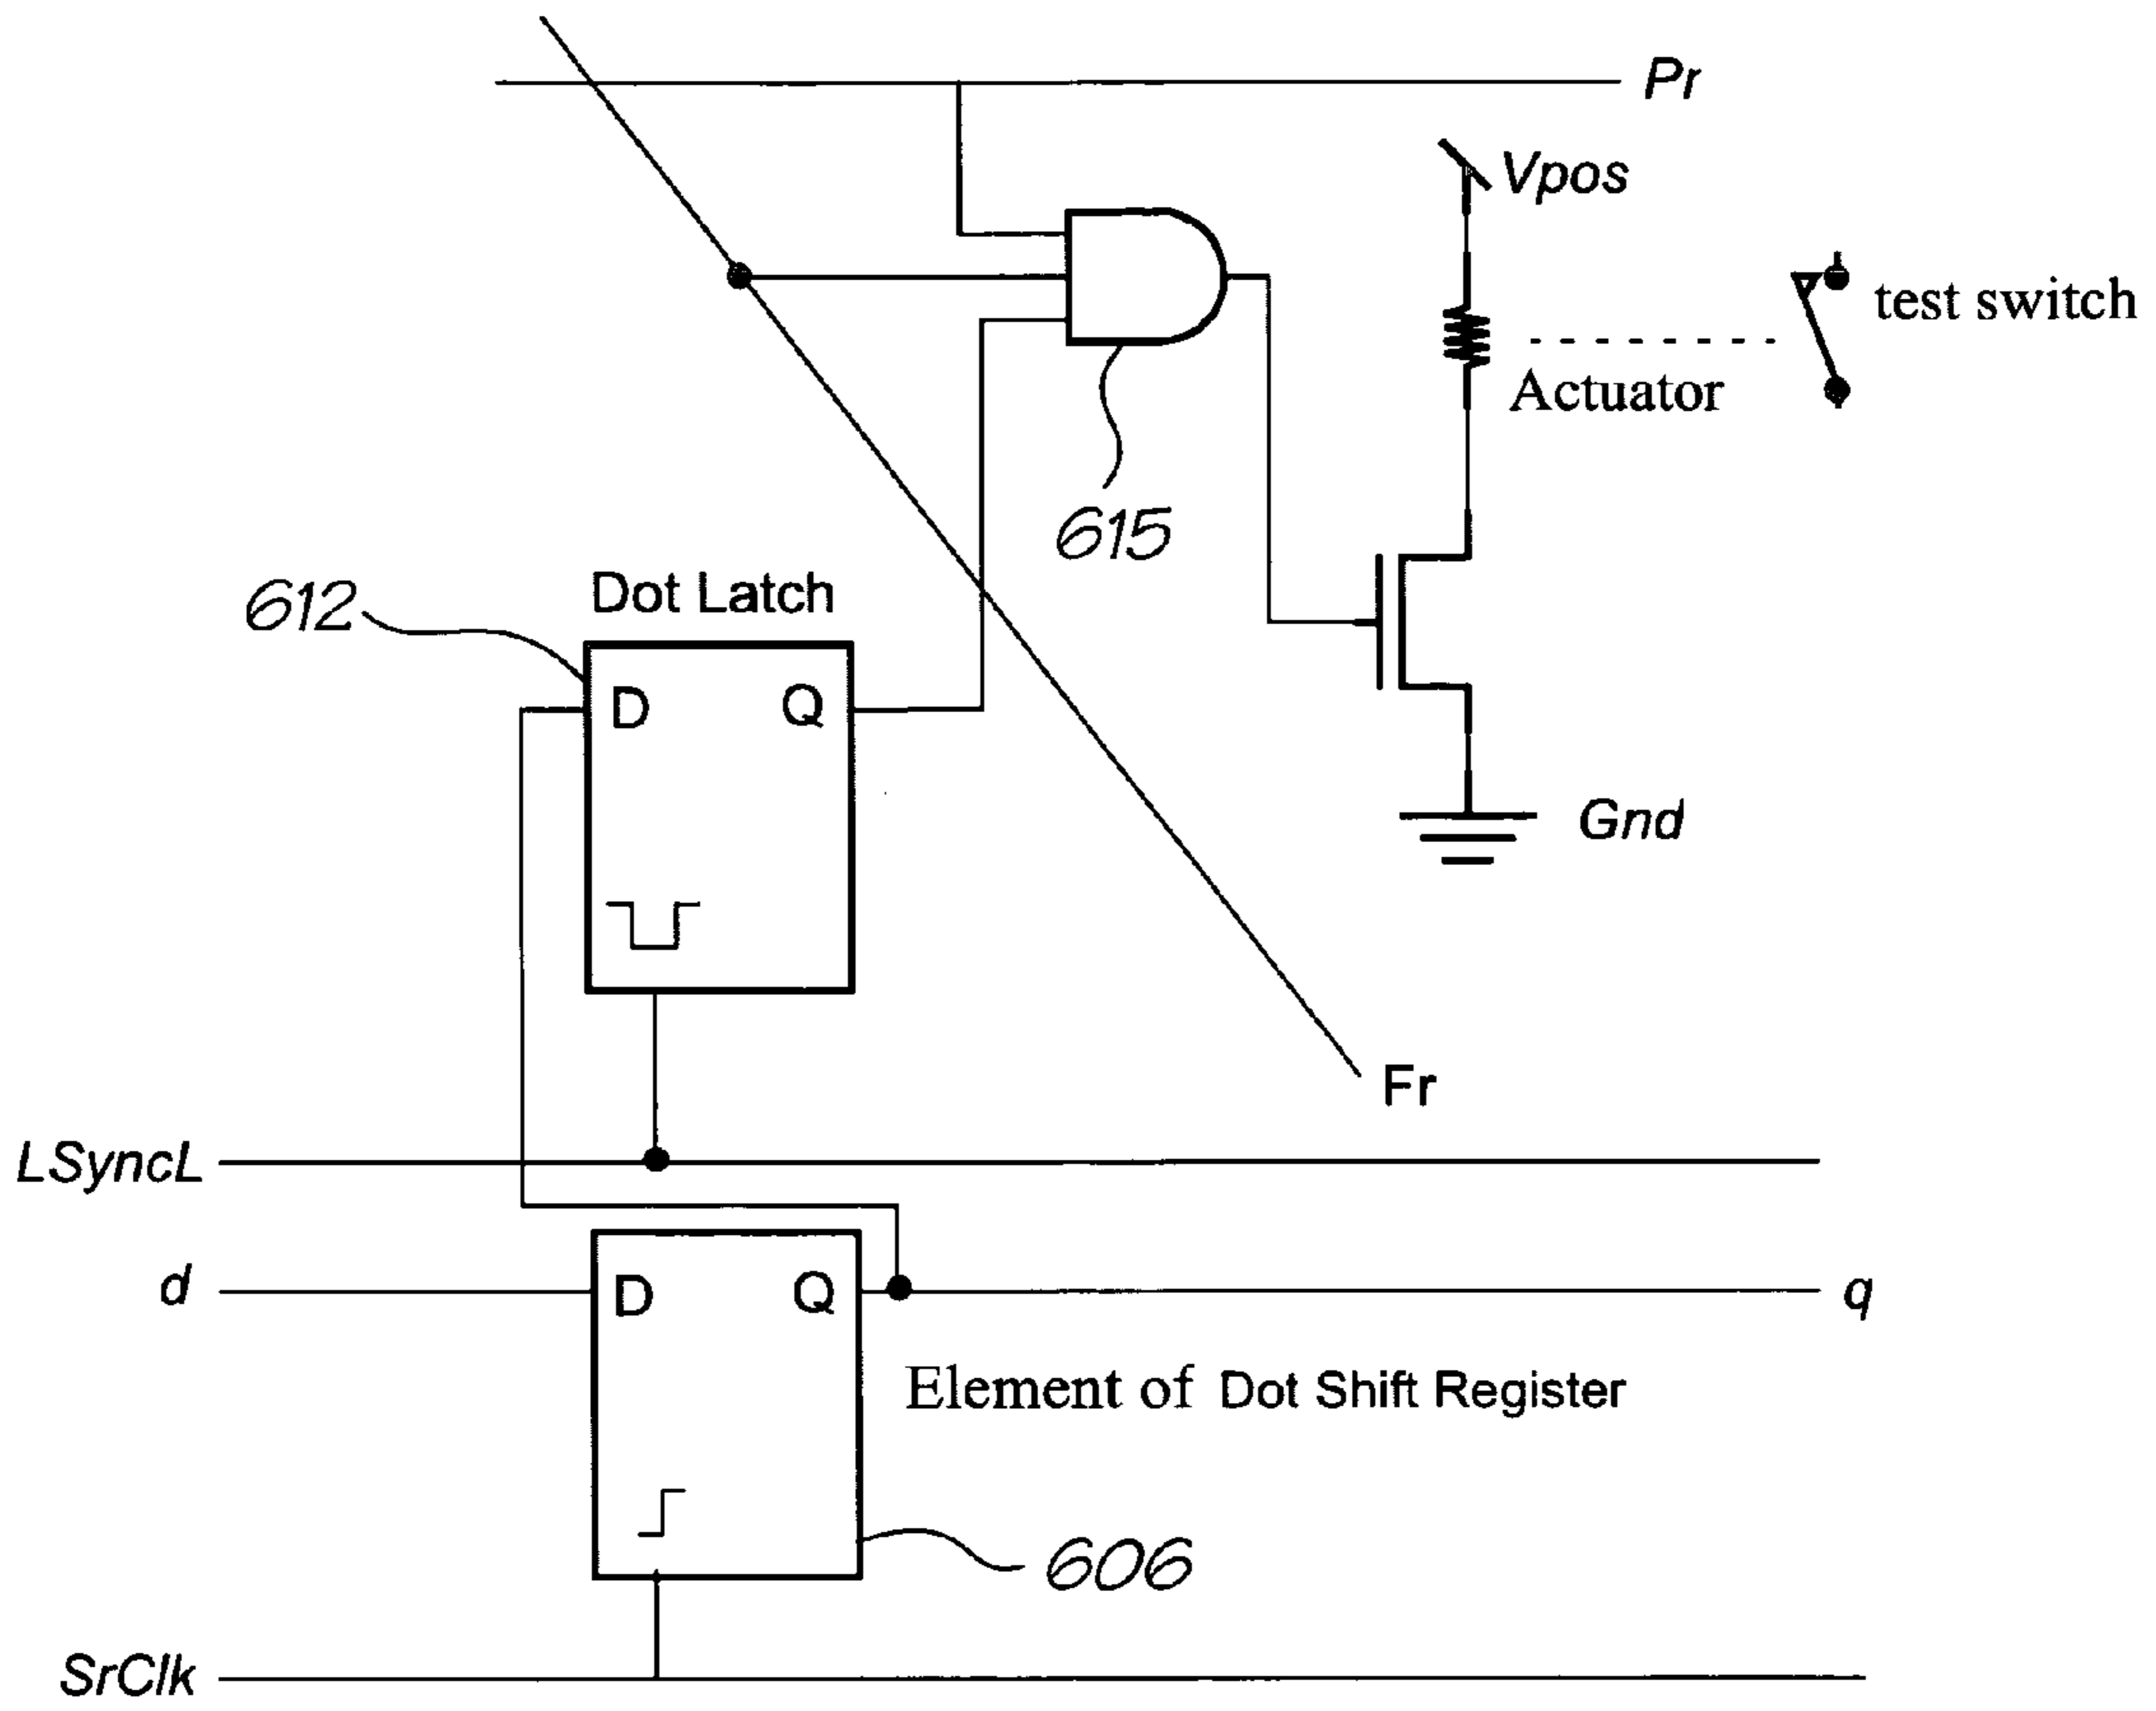 Pr
Vpos
test switch
Actuator
615
612
Dot Latch
D Q
Gnd
Fr
LSyncL
d
D Q
q
Element of Dot Shift Register
606
SrClk